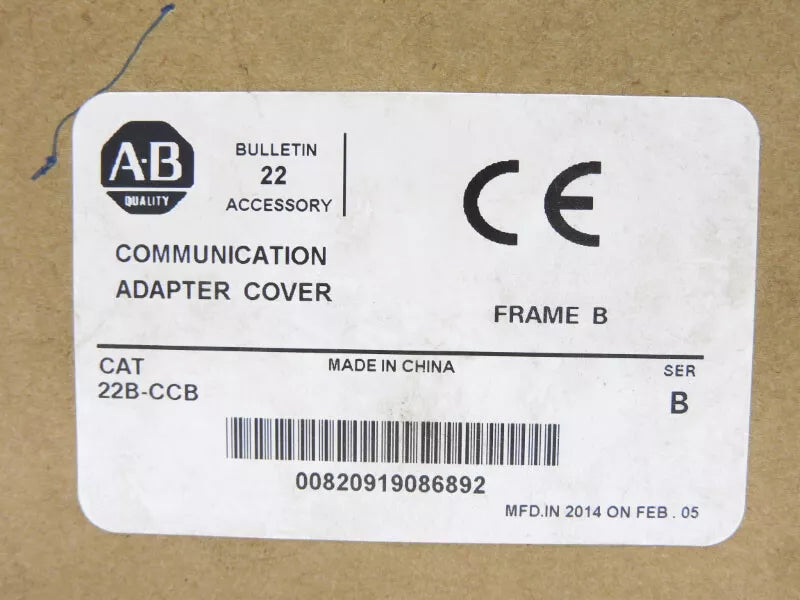 A-B
QUALITY
BULLETIN
22
ACCESSORY
CE
COMMUNICATION
ADAPTER COVER
FRAME B
CAT
22B-CCB
MADE IN CHINA
SER
B
00820919086892
MFD.IN 2014 ON FEB . 05